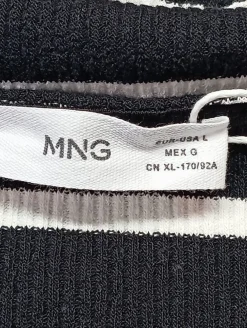 MNG
EUR-USA L
MEX G
CN XL-170/92A